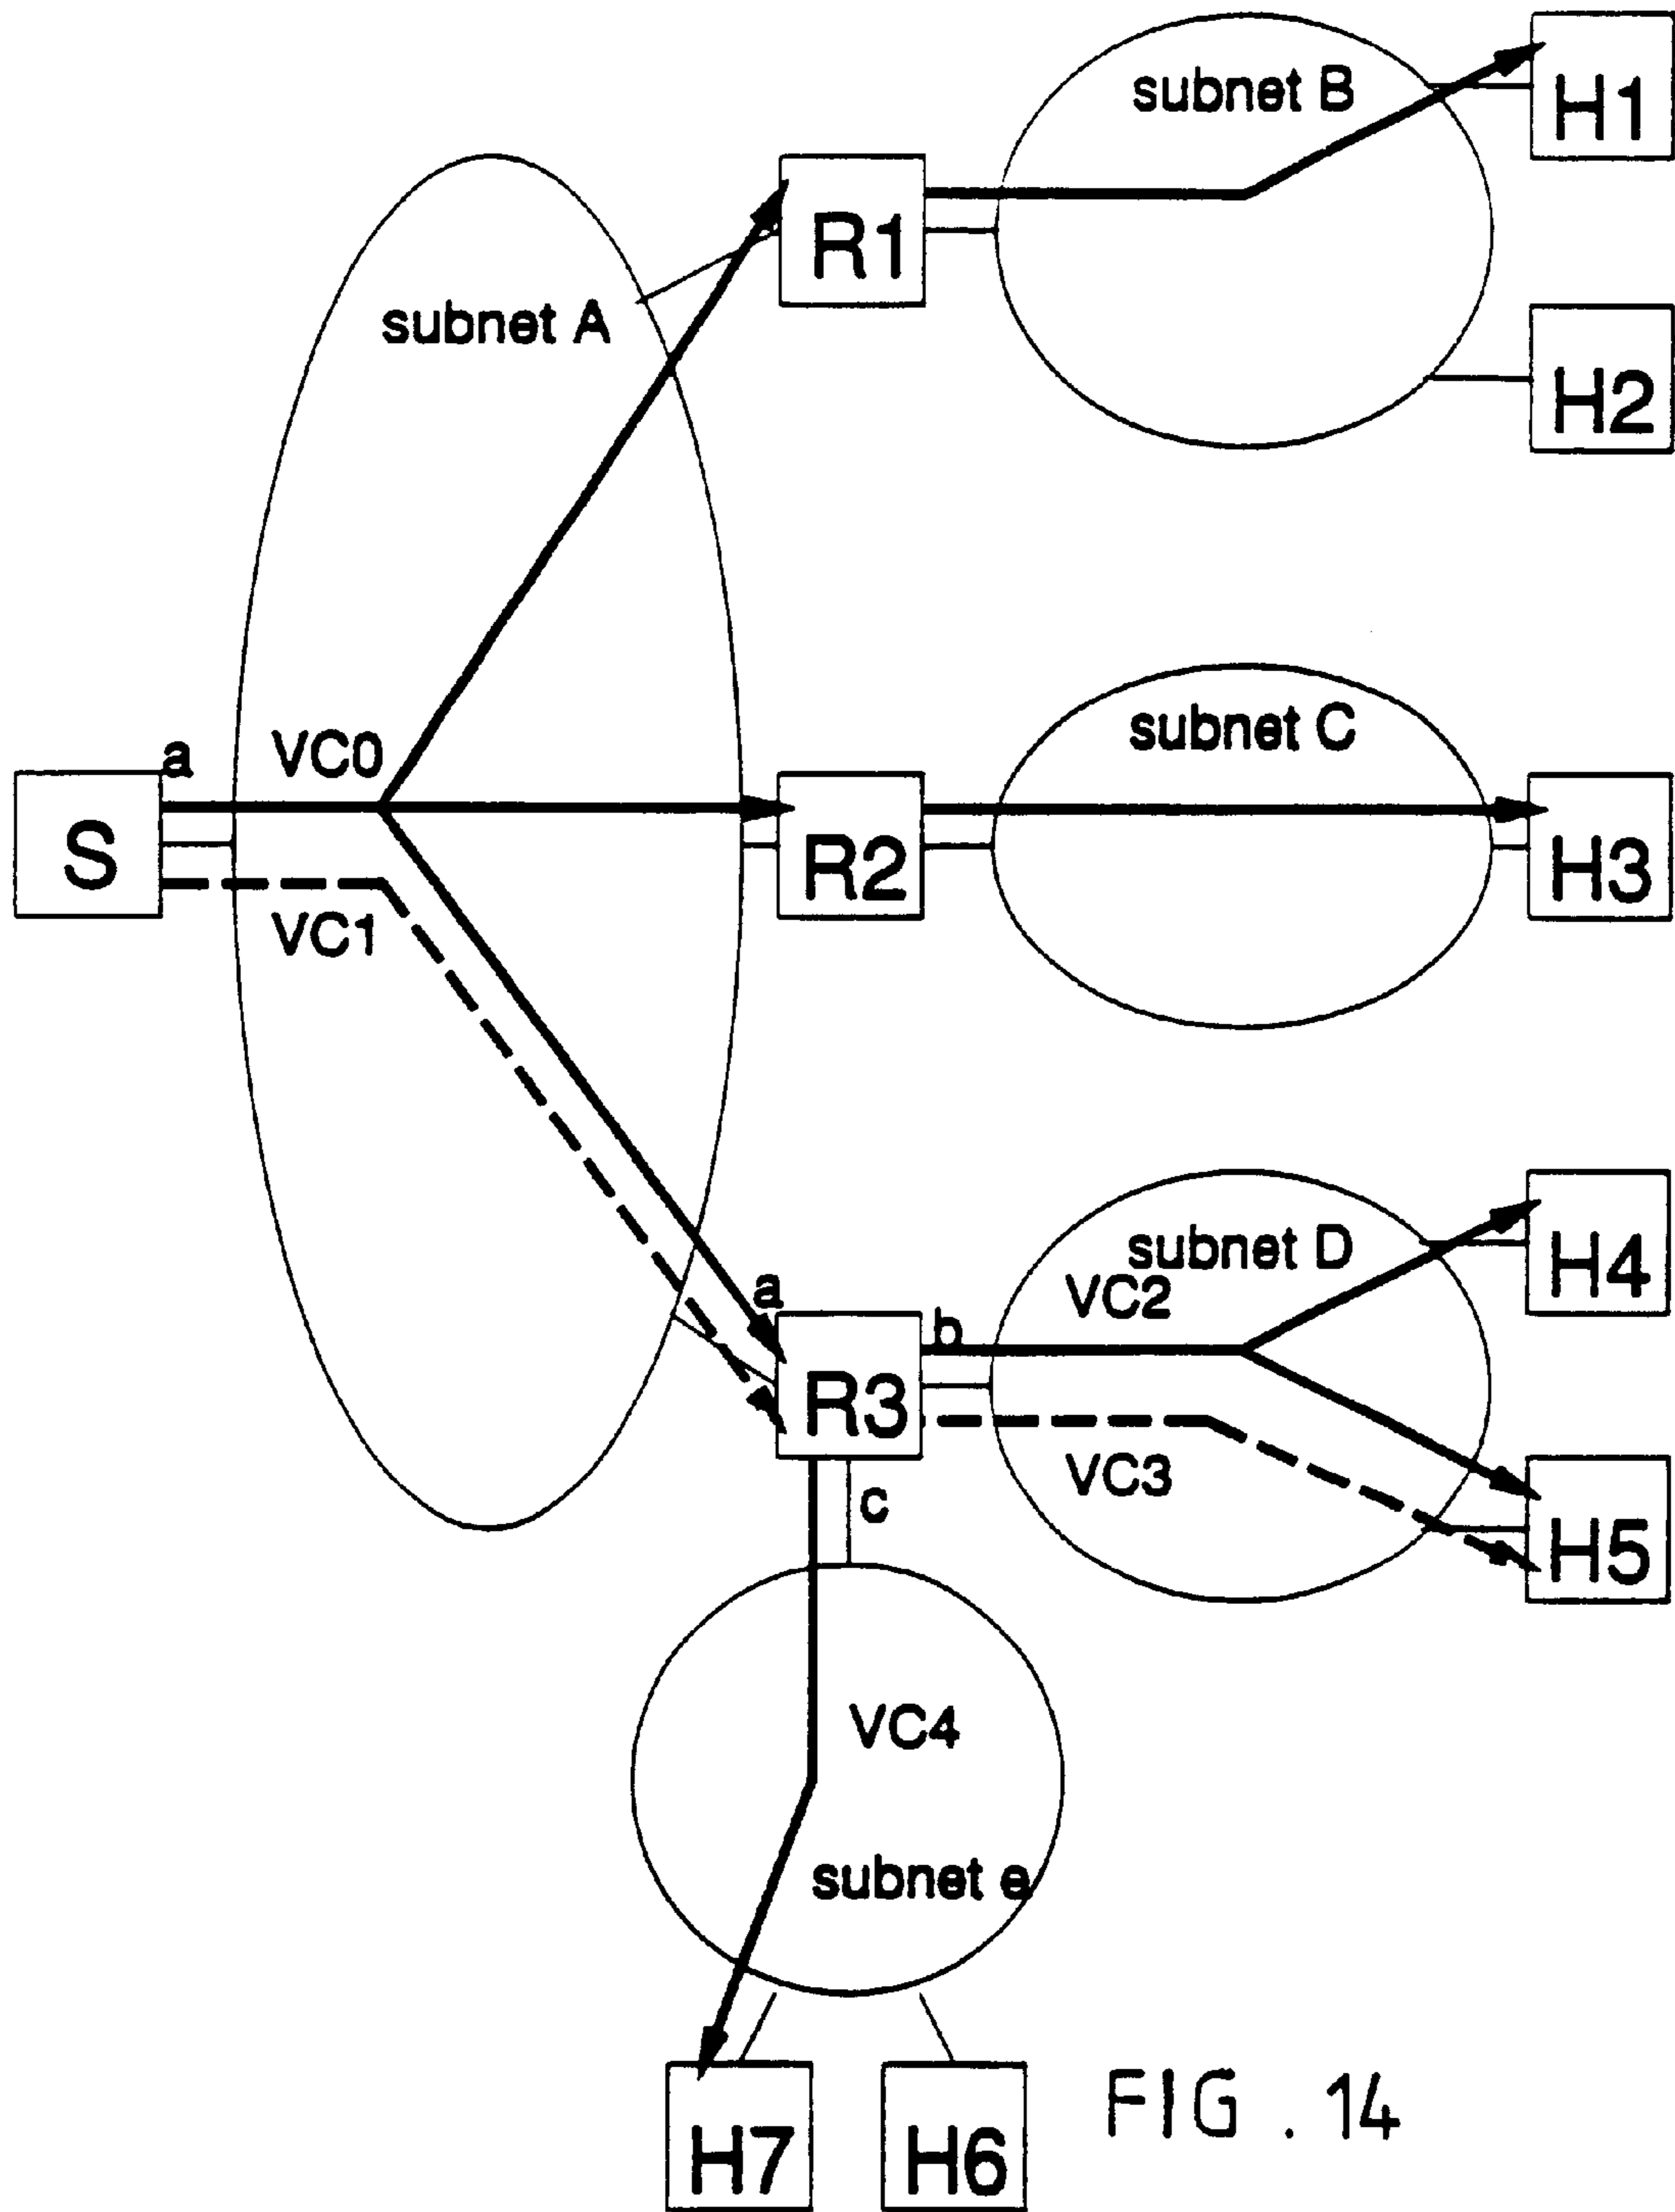 subnet B
H1
R1
subnet A
H2
subnet C
a
VC0
S
R2
H3
VC1
subnet D
H4
a
VC2
b
R3
VC3
c
H5
VC4
subnet e
H7
H6
FIG . 14